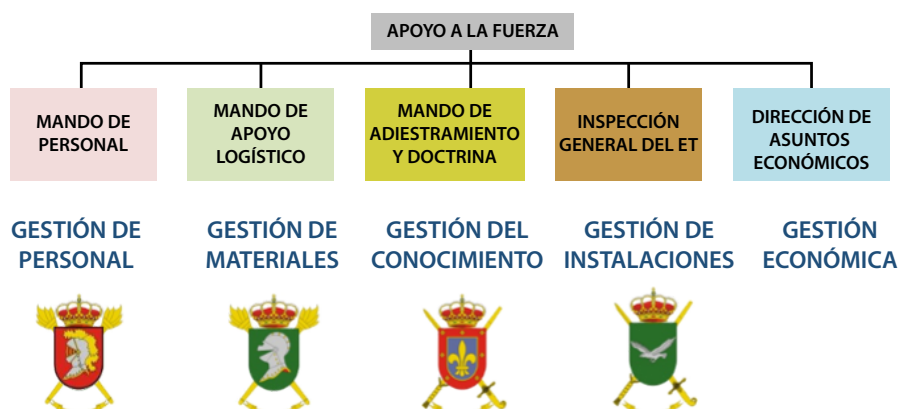 APOYO A LA FUERZA
MANDO DE
PERSONAL
MANDO DE
APOYO
LOGÍSTICO
MANDO DE
ADIESTRAMIENTO
Y DOCTRINA
INSPECCIÓN
GENERAL DEL ET
DIRECCIÓN DE
ASUNTOS
ECONÓMICOS
GESTIÓN DE
PERSONAL
GESTIÓN DE
MATERIALES
GESTIÓN DEL
CONOCIMIENTO
GESTIÓN DE
INSTALACIONES
GESTIÓN
ECONÓMICA